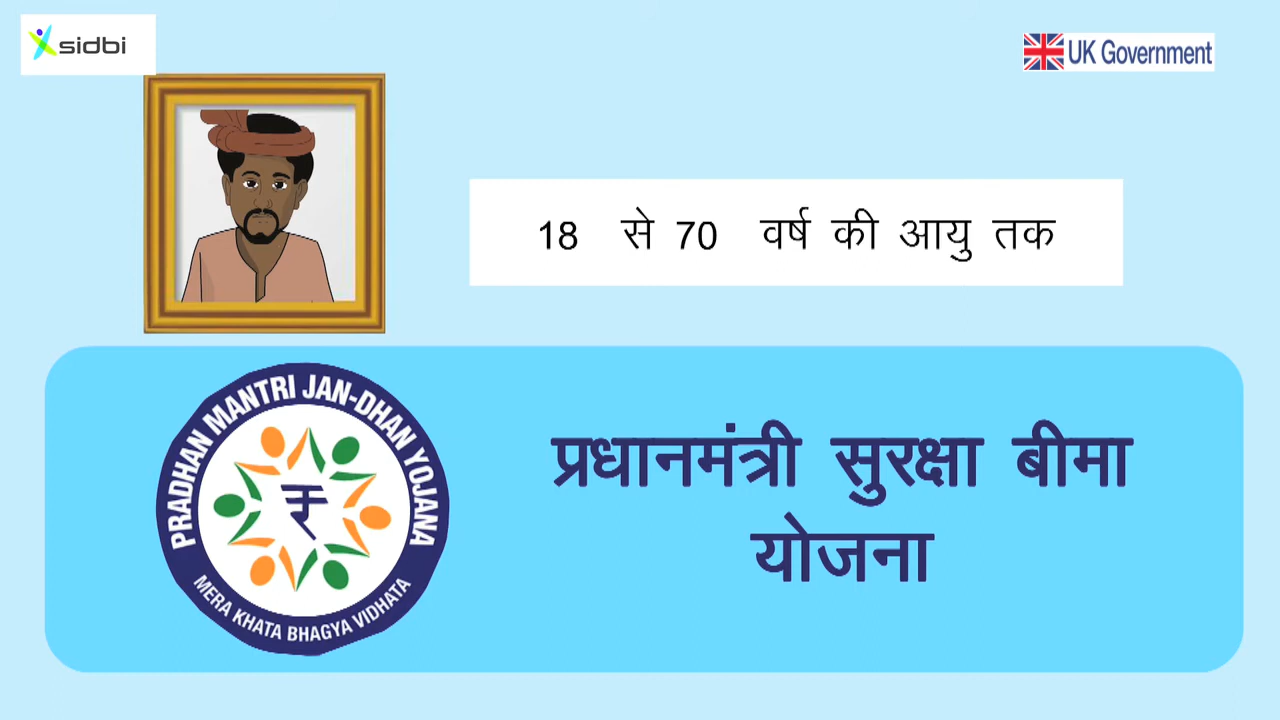 sidbi
UK Government
18 से 70 वर्ष की आयु तक
PRADHAN MANTRI JAN-DHAN YOJANA
MERA KHATA BHAGYA VIDHATA
प्रधानमंत्री सुरक्षा बीमा
योजना